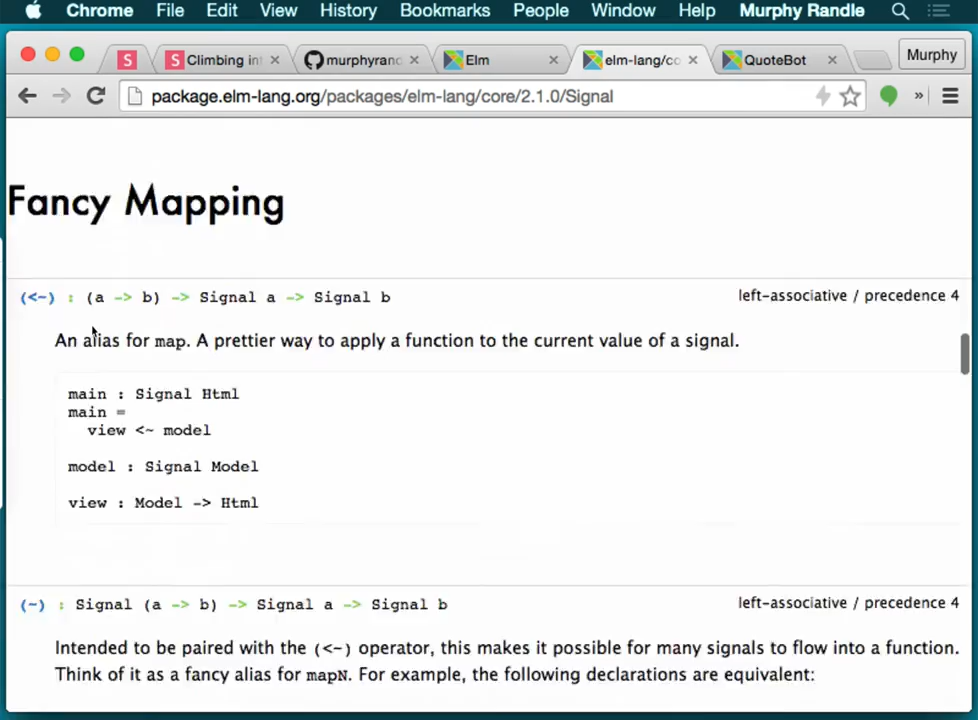 Chrome File Edit View History Bookmarks People Window Help Murphy Randle
S Climbing in murphyranc Elm elm-lang/co QuoteBot Murphy
package.elm-lang.org/packages/elm-lang/core/2.1.0/Signal »
Fancy Mapping
(<~) : (a -> b) -> Signal a -> Signal b left-associative / precedence 4
An alias for map. A prettier way to apply a function to the current value of a signal.
main : Signal Html
main =
view <~ model
model : Signal Model
view : Model -> Html
(~) : Signal (a -> b) -> Signal a -> Signal b left-associative / precedence 4
Intended to be paired with the (<~) operator, this makes it possible for many signals to flow into a function.
Think of it as a fancy alias for mapN. For example, the following declarations are equivalent: